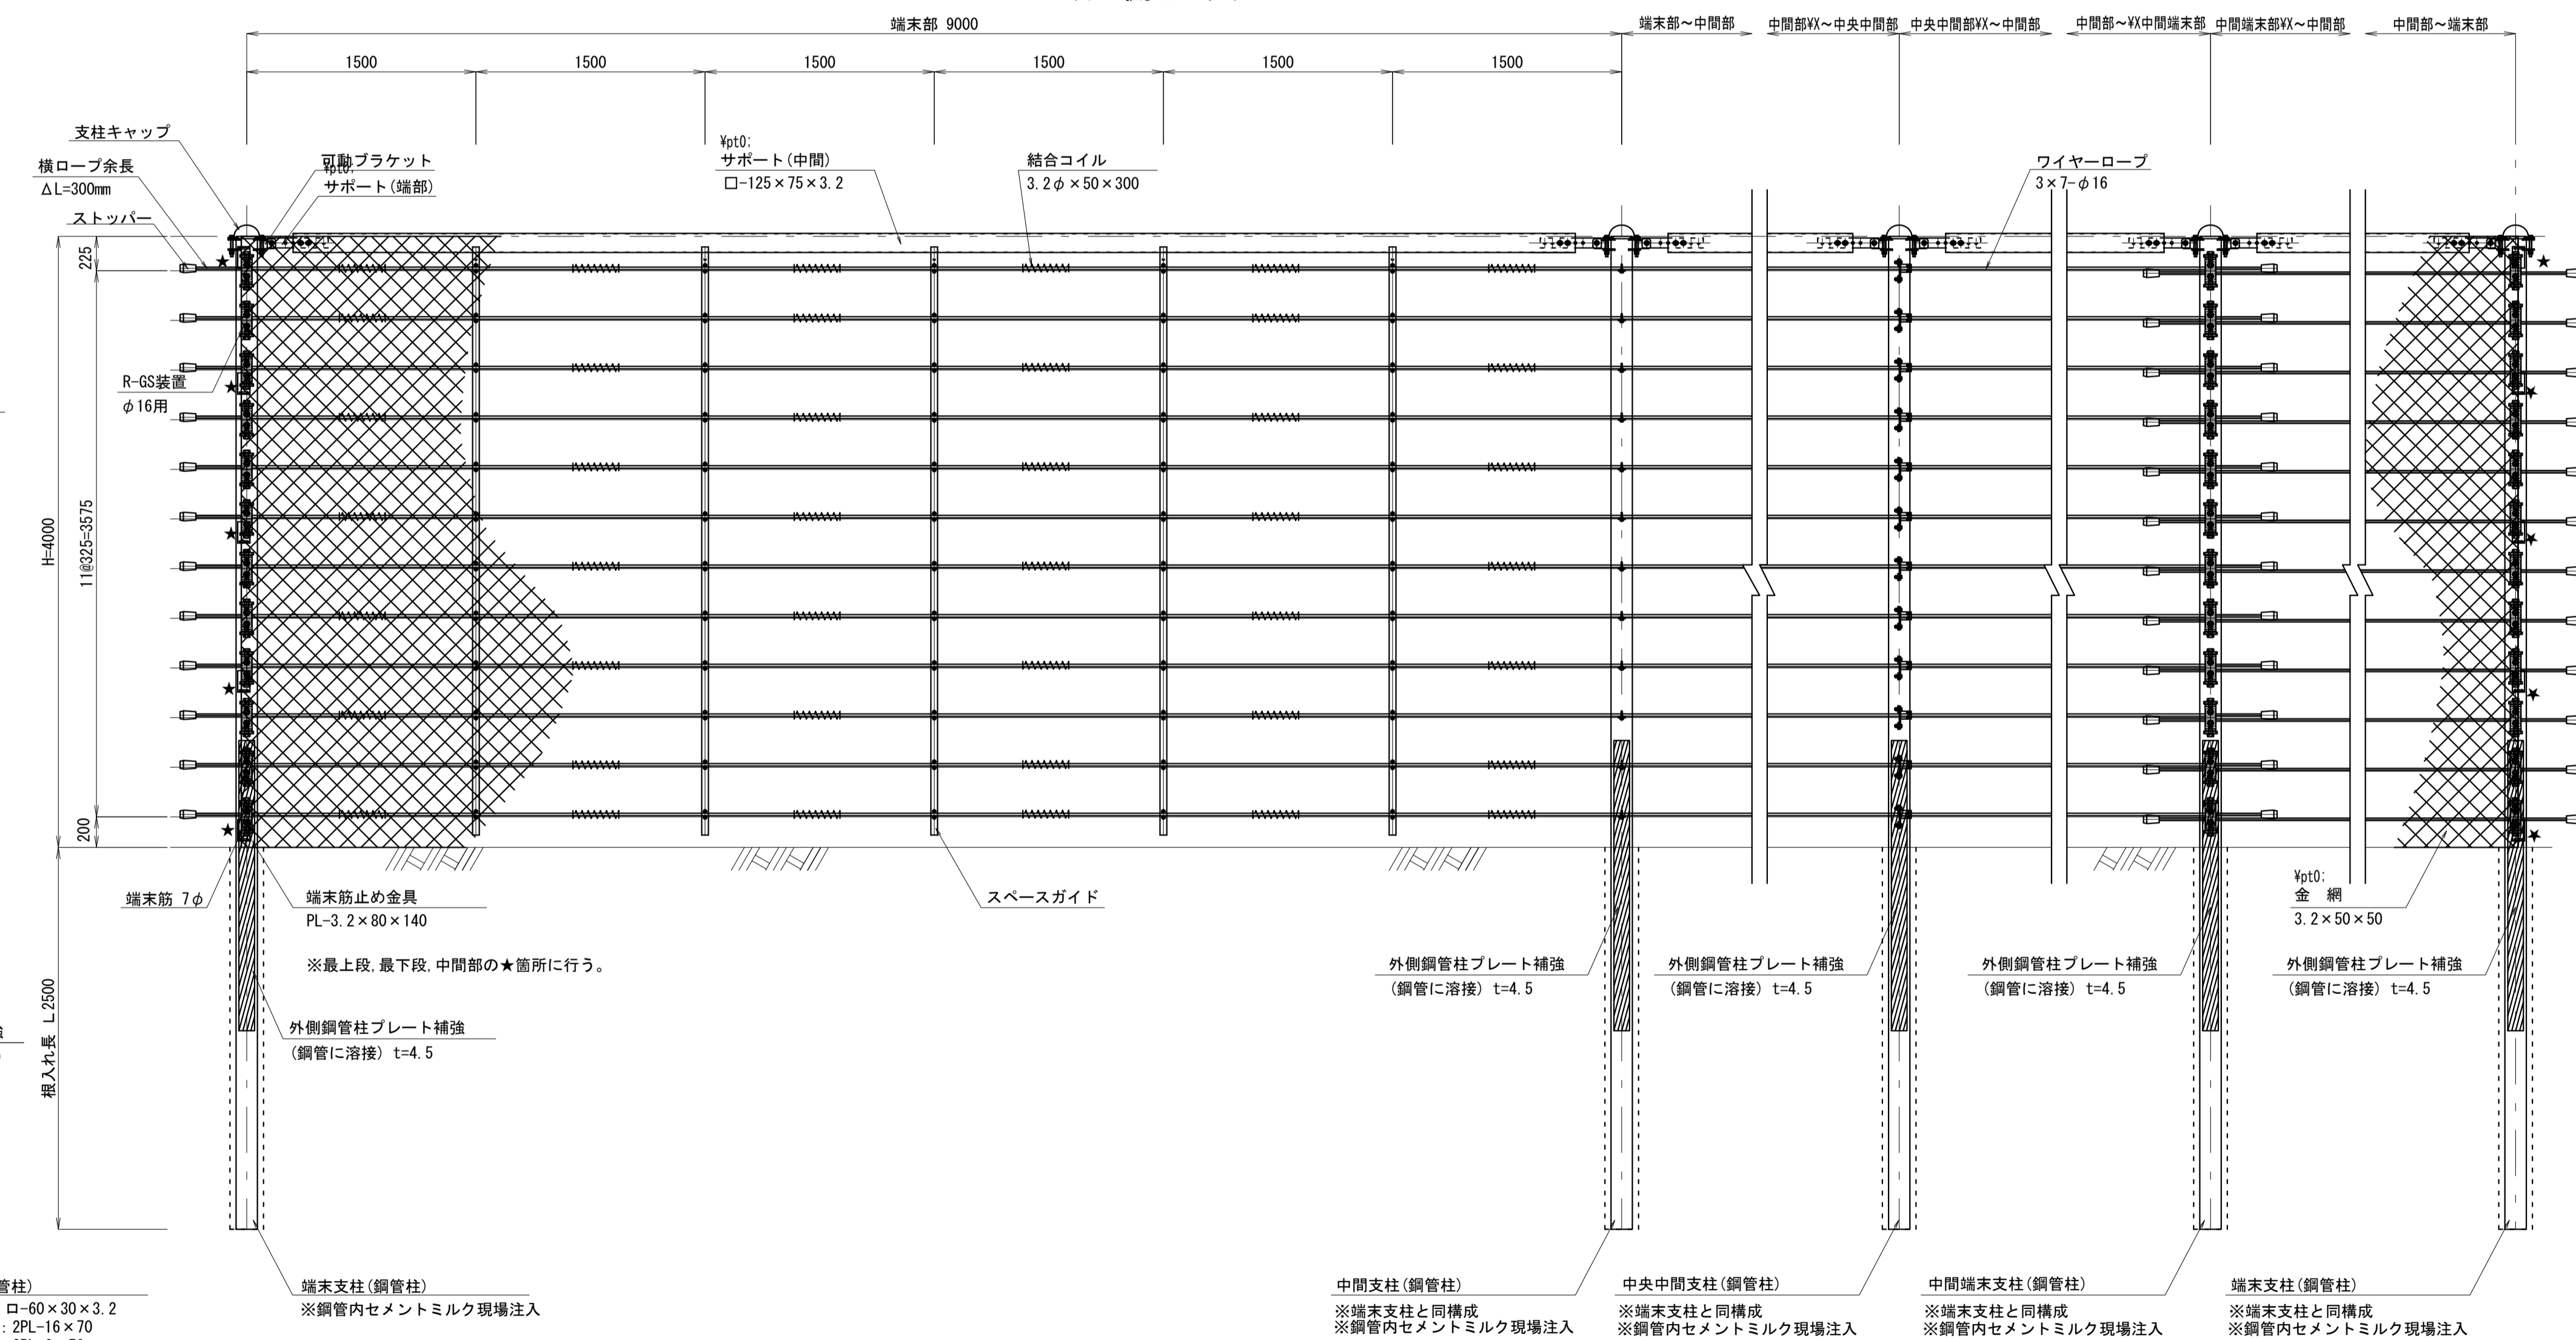 端末部 9000
端末部～中間部
中間部¥X～中央中間部
中央中間部¥X～中間部
中間部～¥X中間端末部
中間端末部¥X～中間部
中間部～端末部
1500
1500
1500
1500
1500
1500
支柱キャップ
横ロープ余長
ΔL=300mm
ストッパー
可動ブラケット
¥pt0;
サポート(端部)
¥pt0;
サポート(中間)
□-125×75×3.2
結合コイル
3.2φ×50×300
ワイヤーロープ
3×7-φ16
225
★
★
H=4000
11@325=3575
R-GS装置
φ16用
★
★
★
★
★
★
★
★
200
端末筋 7φ
端末筋止め金具
PL-3.2×80×140
※最上段,最下段,中間部の★箇所に行う。
スペースガイド
¥pt0;
金 網
3.2×50×50
根入れ長 L2500
外側鋼管柱プレート補強
(鋼管に溶接) t=4.5
外側鋼管柱プレート補強
(鋼管に溶接) t=4.5
外側鋼管柱プレート補強
(鋼管に溶接) t=4.5
外側鋼管柱プレート補強
(鋼管に溶接) t=4.5
外側鋼管柱プレート補強
(鋼管に溶接) t=4.5
管柱)
□-60×30×3.2
: 2PL-16×70
端末支柱(鋼管柱)
※鋼管内セメントミルク現場注入
中間支柱(鋼管柱)
※端末支柱と同構成
※鋼管内セメントミルク現場注入
中央中間支柱(鋼管柱)
※端末支柱と同構成
※鋼管内セメントミルク現場注入
中間端末支柱(鋼管柱)
※端末支柱と同構成
※鋼管内セメントミルク現場注入
端末支柱(鋼管柱)
※端末支柱と同構成
※鋼管内セメントミルク現場注入